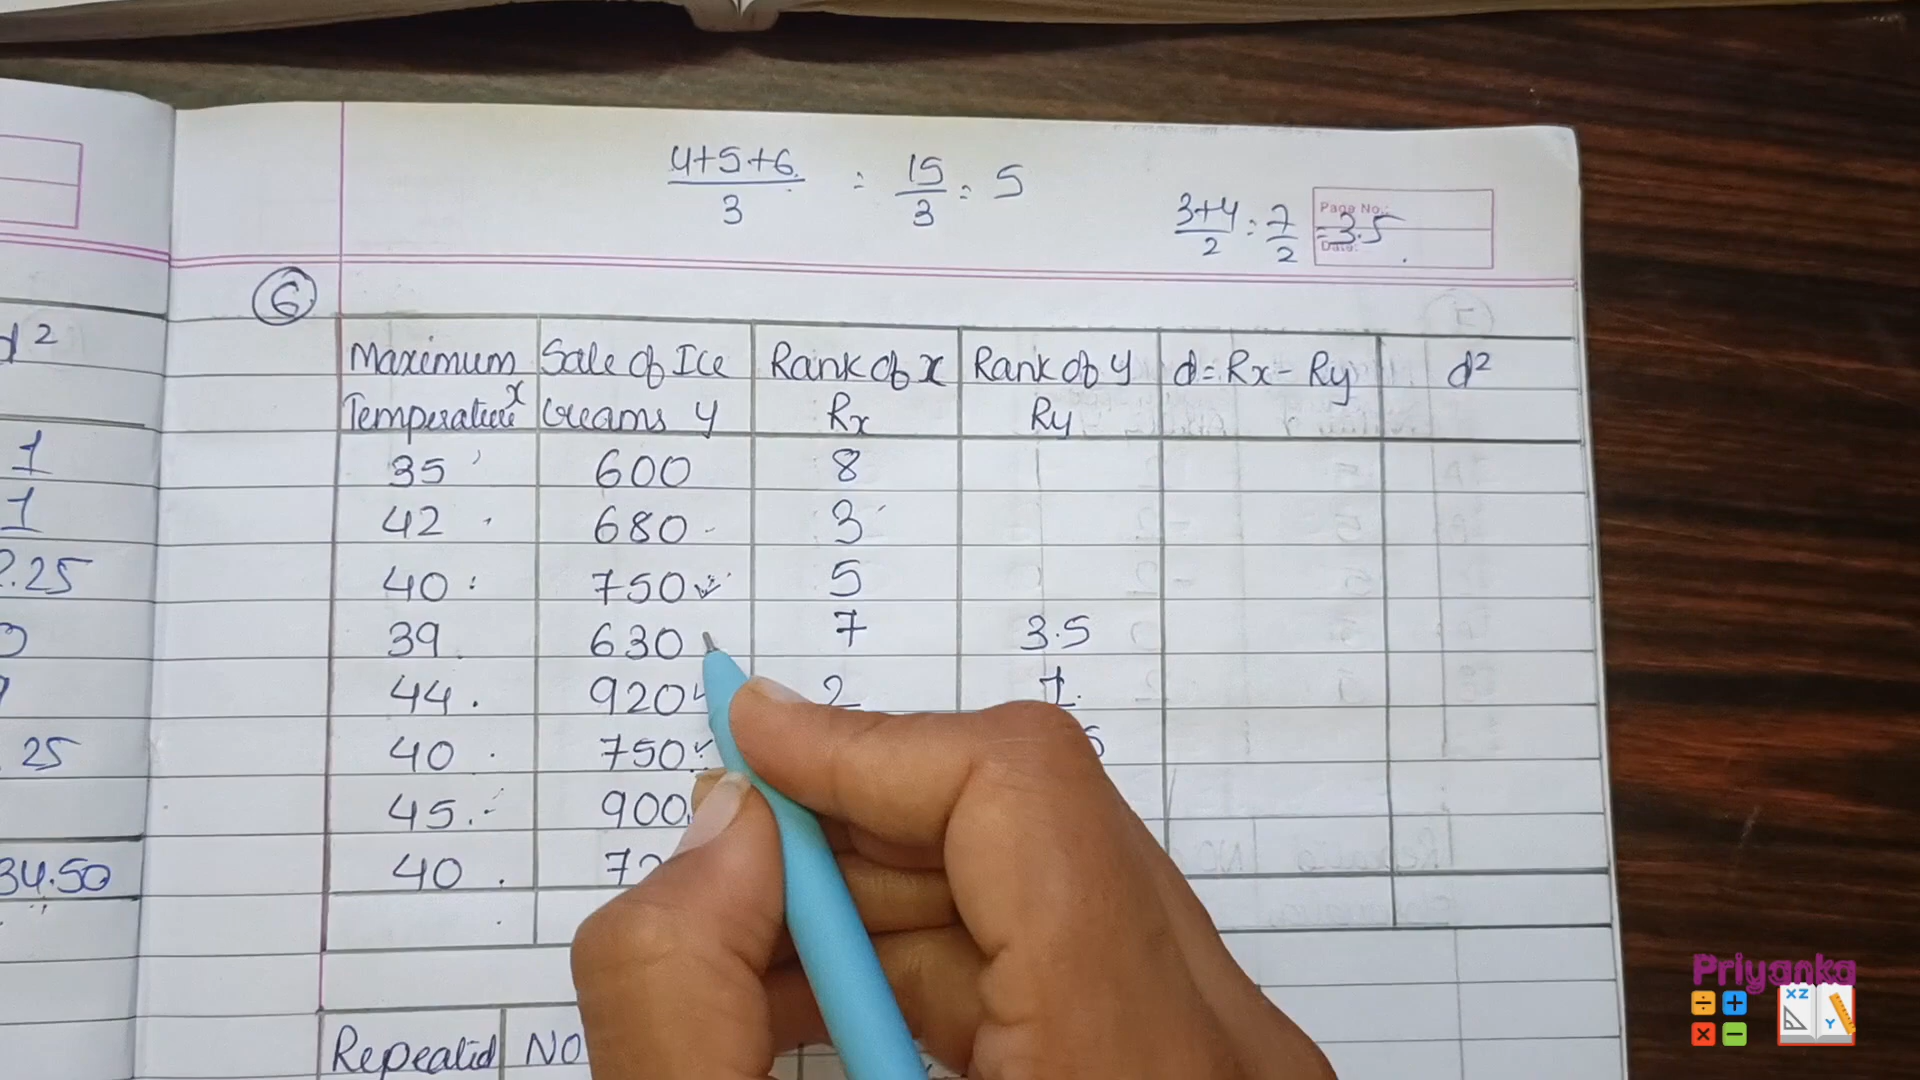 4+5+6/3 = 15/3 = 5
3+4/2 = 7/2 = 3.5
Page No.:
Date:
6
d²
Maximum Temperature x Sale of Ice Creams y Rank of x Rx Rank of y Ry d = Rx - Ry d²
35 600 8
42 680 3
40 750 5
39 630 7 3.5
44 920 2 1
40 750
45 900
40
1
1
.25
25
34.50
Repeated NO
Priyanka
XZ
Y